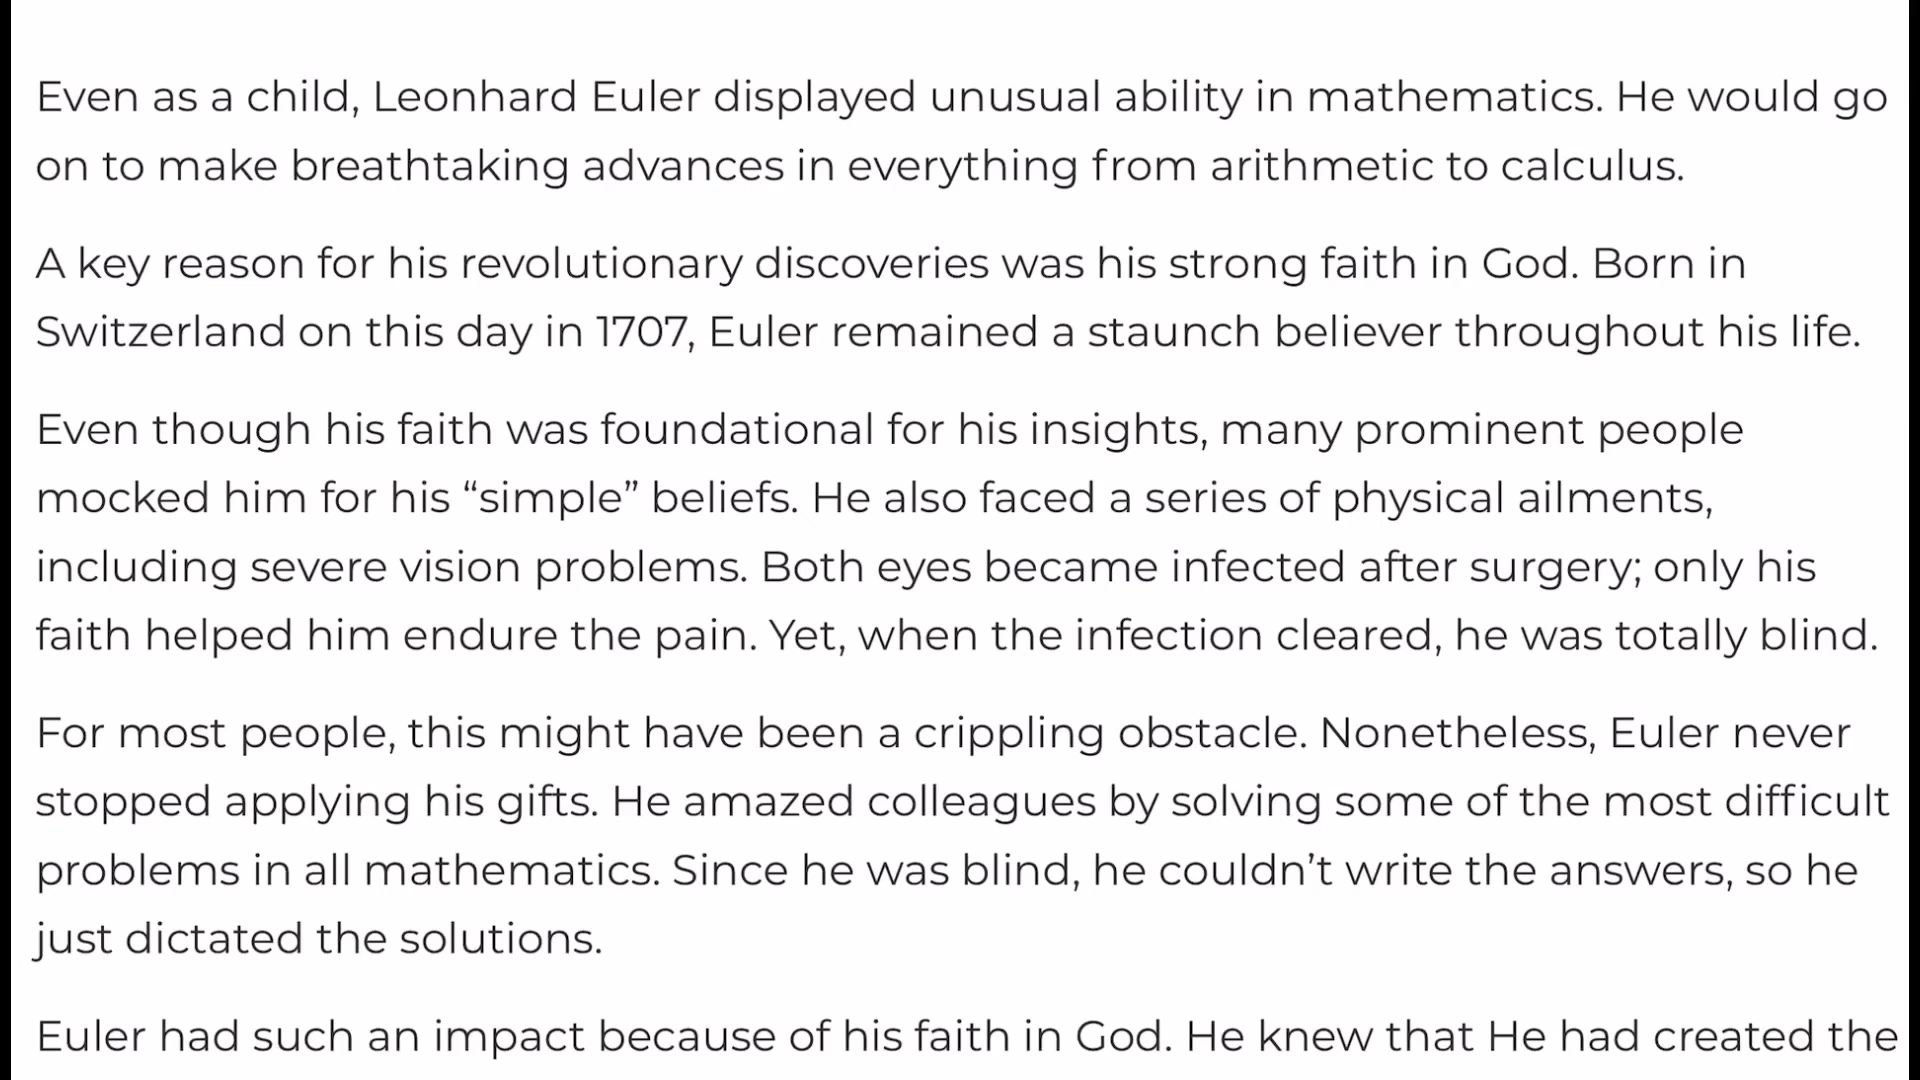 Even as a child, Leonhard Euler displayed unusual ability in mathematics. He would go
on to make breathtaking advances in everything from arithmetic to calculus.
A key reason for his revolutionary discoveries was his strong faith in God. Born in
Switzerland on this day in 1707, Euler remained a staunch believer throughout his life.
Even though his faith was foundational for his insights, many prominent people
mocked him for his “simple” beliefs. He also faced a series of physical ailments,
including severe vision problems. Both eyes became infected after surgery; only his
faith helped him endure the pain. Yet, when the infection cleared, he was totally blind.
For most people, this might have been a crippling obstacle. Nonetheless, Euler never
stopped applying his gifts. He amazed colleagues by solving some of the most difficult
problems in all mathematics. Since he was blind, he couldn’t write the answers, so he
just dictated the solutions.
Euler had such an impact because of his faith in God. He knew that He had created the